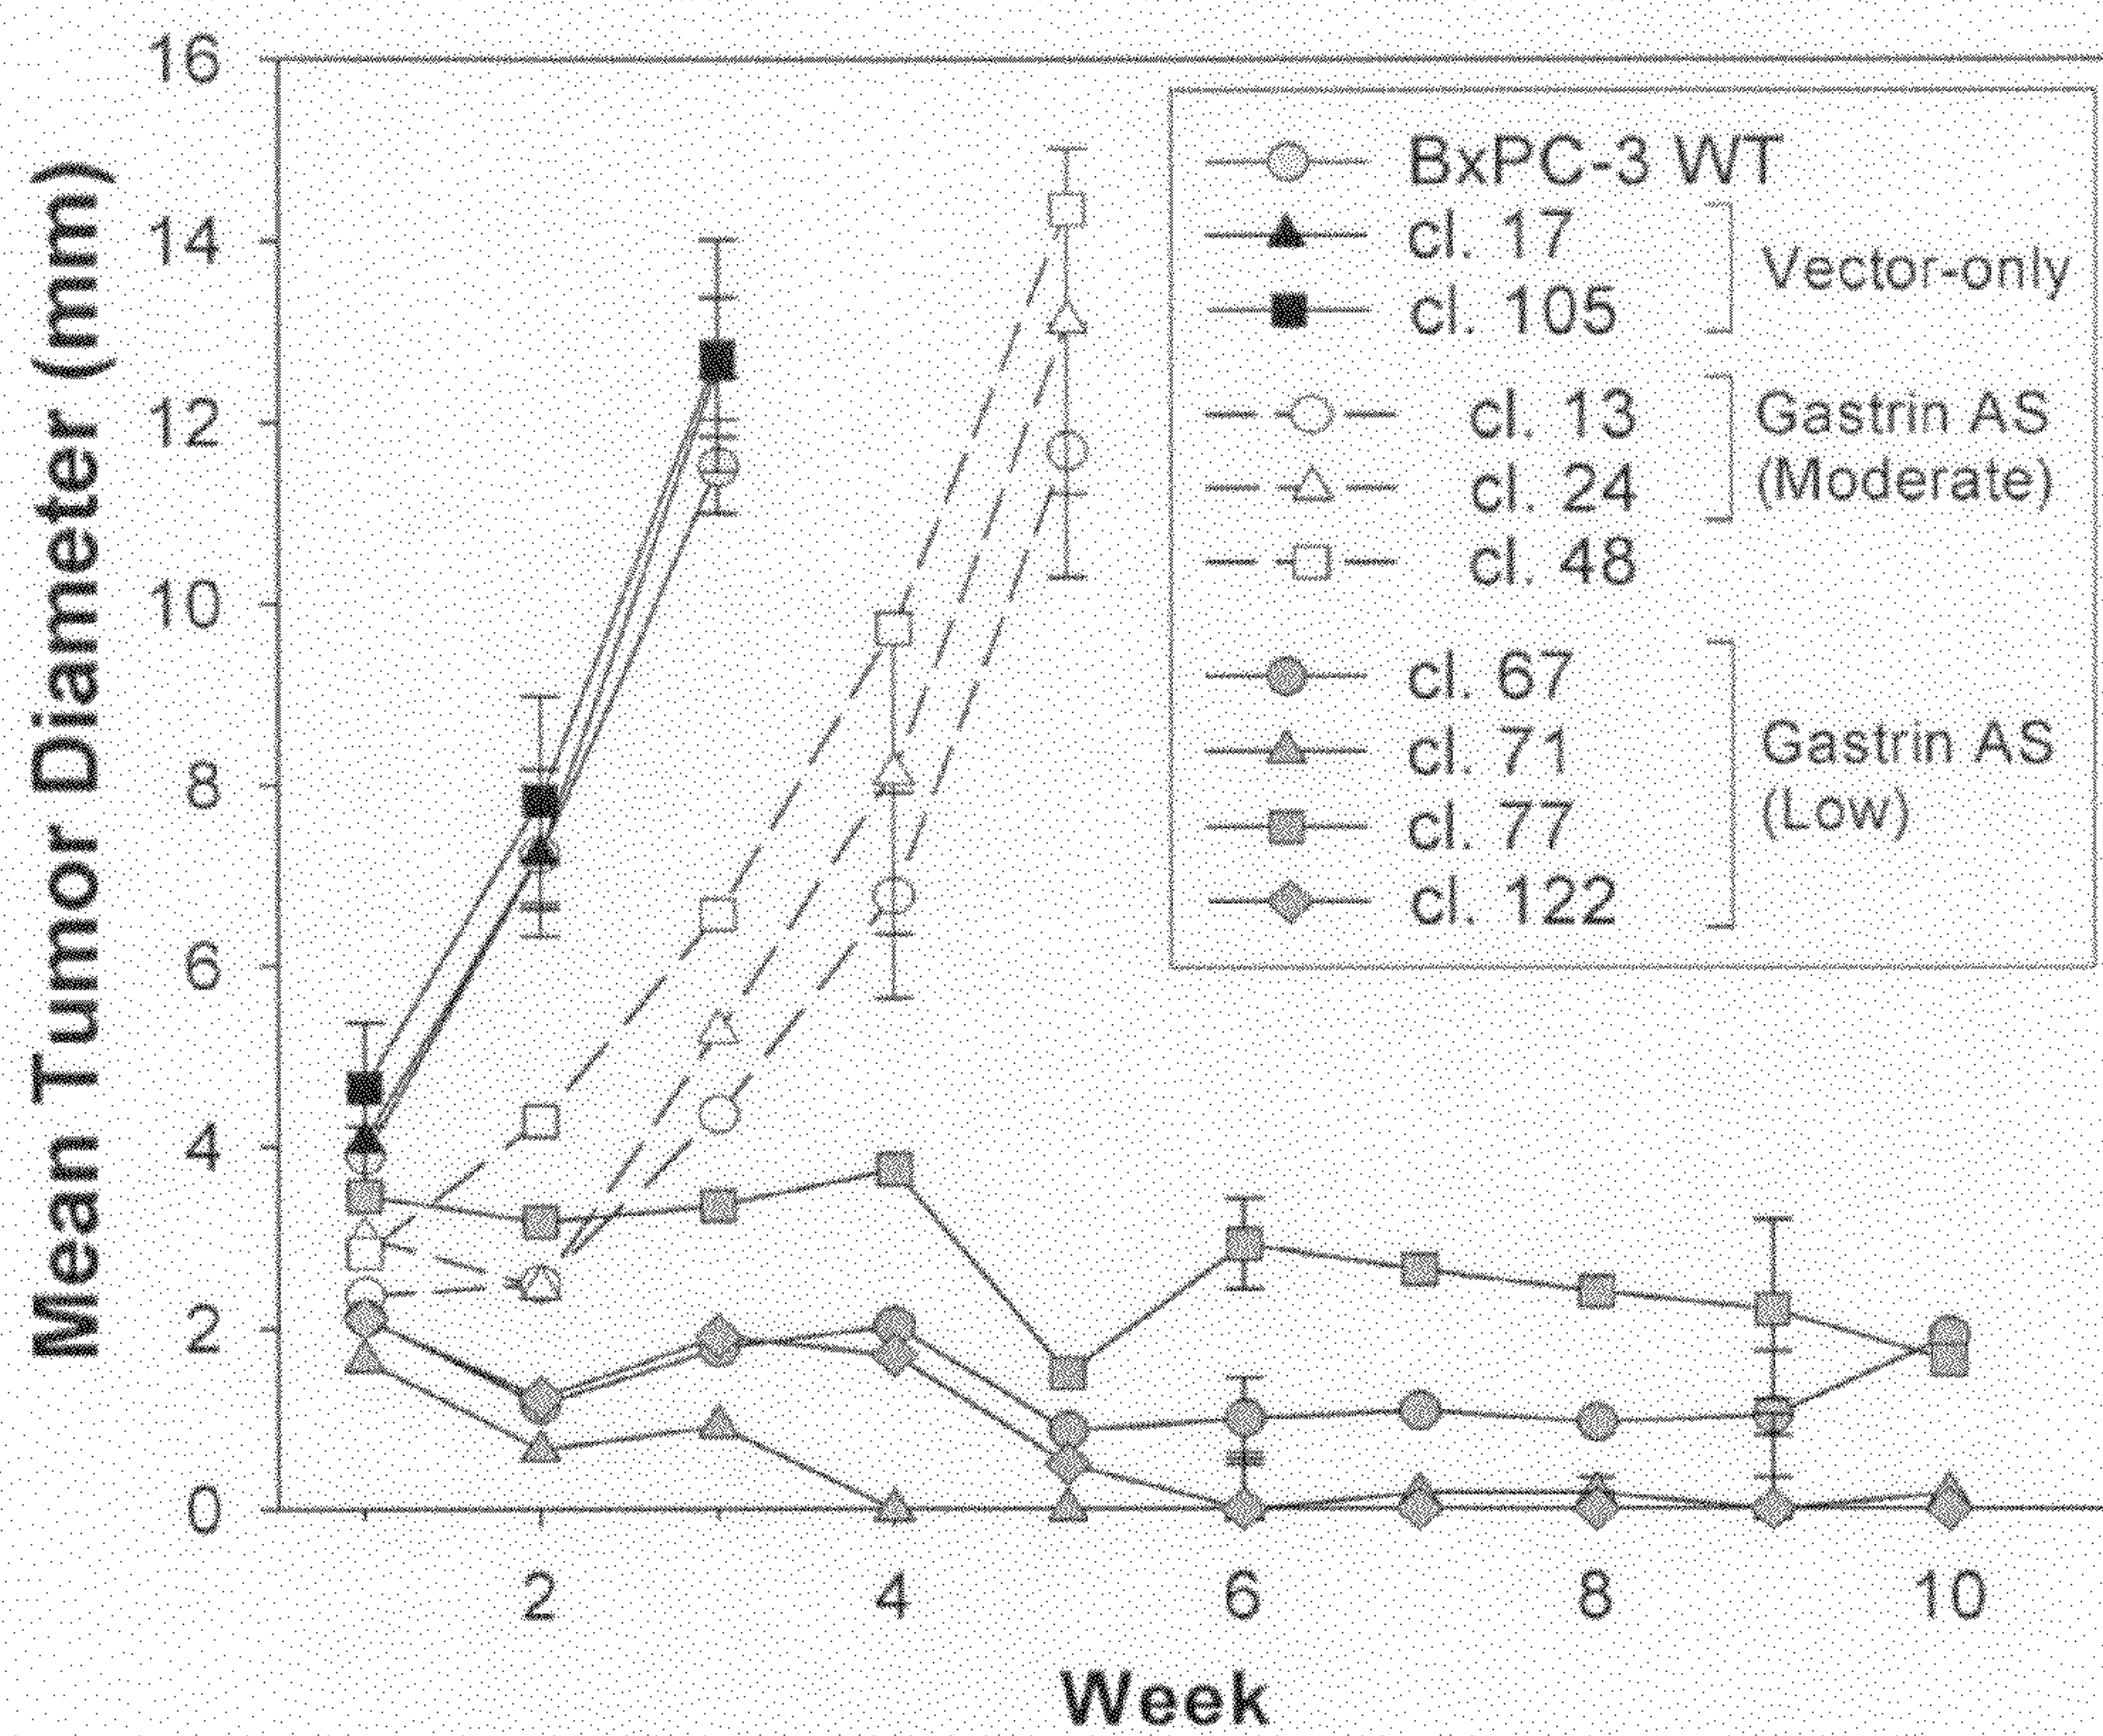 Mean Tumor Diameter (mm)
16
14
12
10
8
6
4
2
0
BxPC-3 WT
cl. 17
cl. 105
Vector-only
cl. 13
cl. 24
cl. 48
Gastrin AS
(Moderate)
cl. 67
cl. 71
cl. 77
cl. 122
Gastrin AS
(Low)
2 4 6 8 10
Week